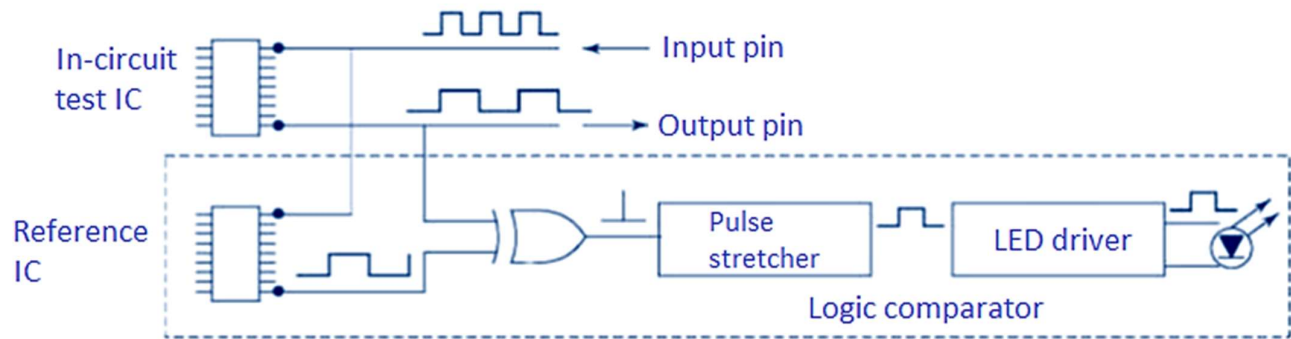 In-circuit
test IC
Input pin
Output pin
Reference
IC
Pulse
stretcher
LED driver
Logic comparator